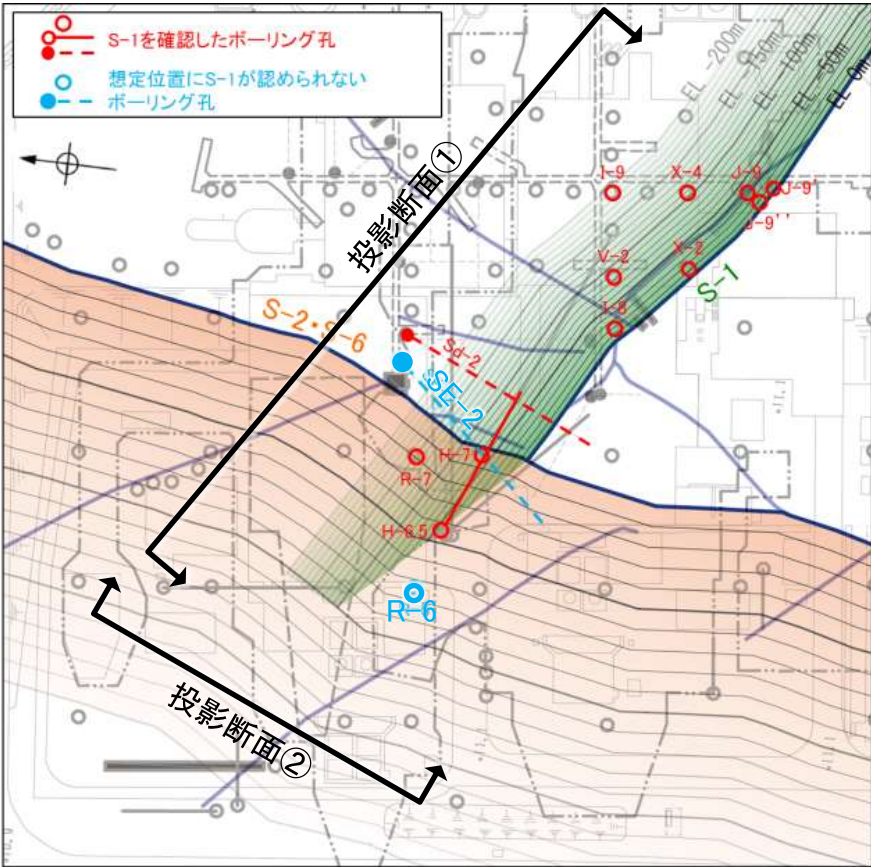 S-1を確認したボーリング孔
想定位置にS-1が認められない
ボーリング孔
EL -200m
EL -150m
EL -100m
EL -50m
EL 0m
投影断面①
I-9
X-4
J-9
J-9'
J-9''
V-2
X-2
S-1
I-8
S-2・S-6
Sd-2
SE-2
H-7
R-7
H-6.5
R-6
投影断面②